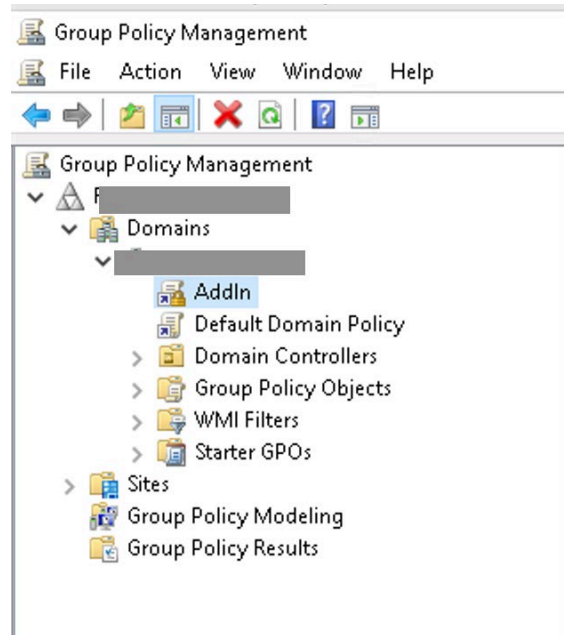 Group Policy Management
File Action View Window Help
Group Policy Management
F
Domains
AddIn
Default Domain Policy
Domain Controllers
Group Policy Objects
WMI Filters
Starter GPOs
Sites
Group Policy Modeling
Group Policy Results